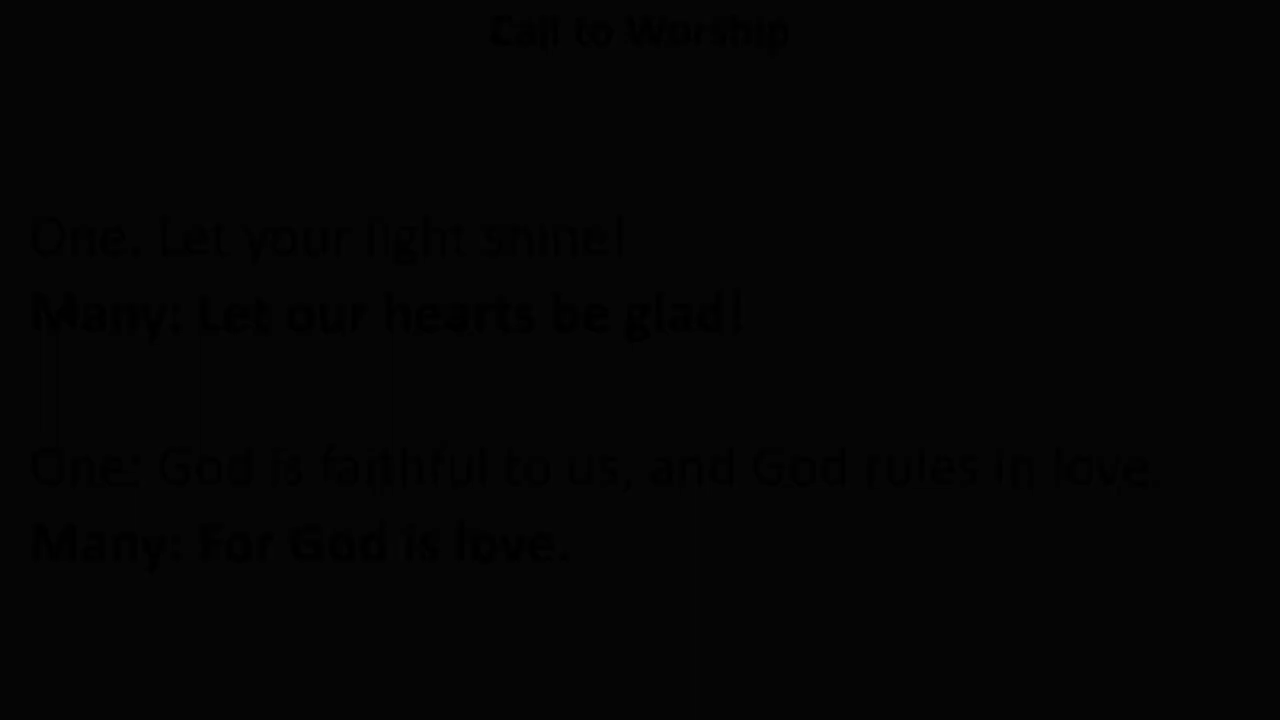 Call to Worship
One. Let your light shine!
Many: Let our hearts be glad!
One: God is faithful to us, and God rules in love.
Many: For God is love.